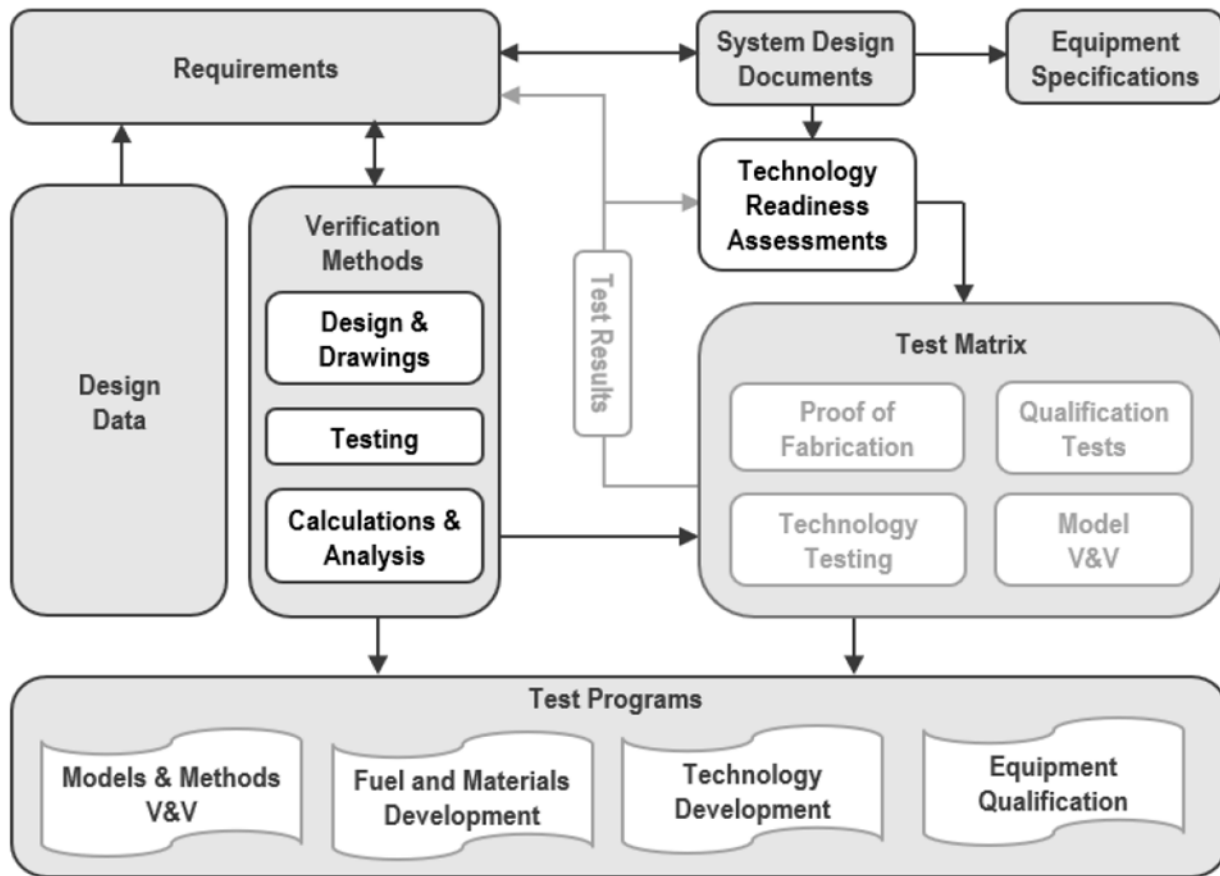 Requirements
System Design
Documents
Equipment
Specifications
Technology
Readiness
Assessments
Design
Data
Verification
Methods
Design &
Drawings
Testing
Calculations &
Analysis
Test Results
Test Matrix
Proof of
Fabrication
Qualification
Tests
Technology
Testing
Model
V&V
Test Programs
Models & Methods
V&V
Fuel and Materials
Development
Technology
Development
Equipment
Qualification